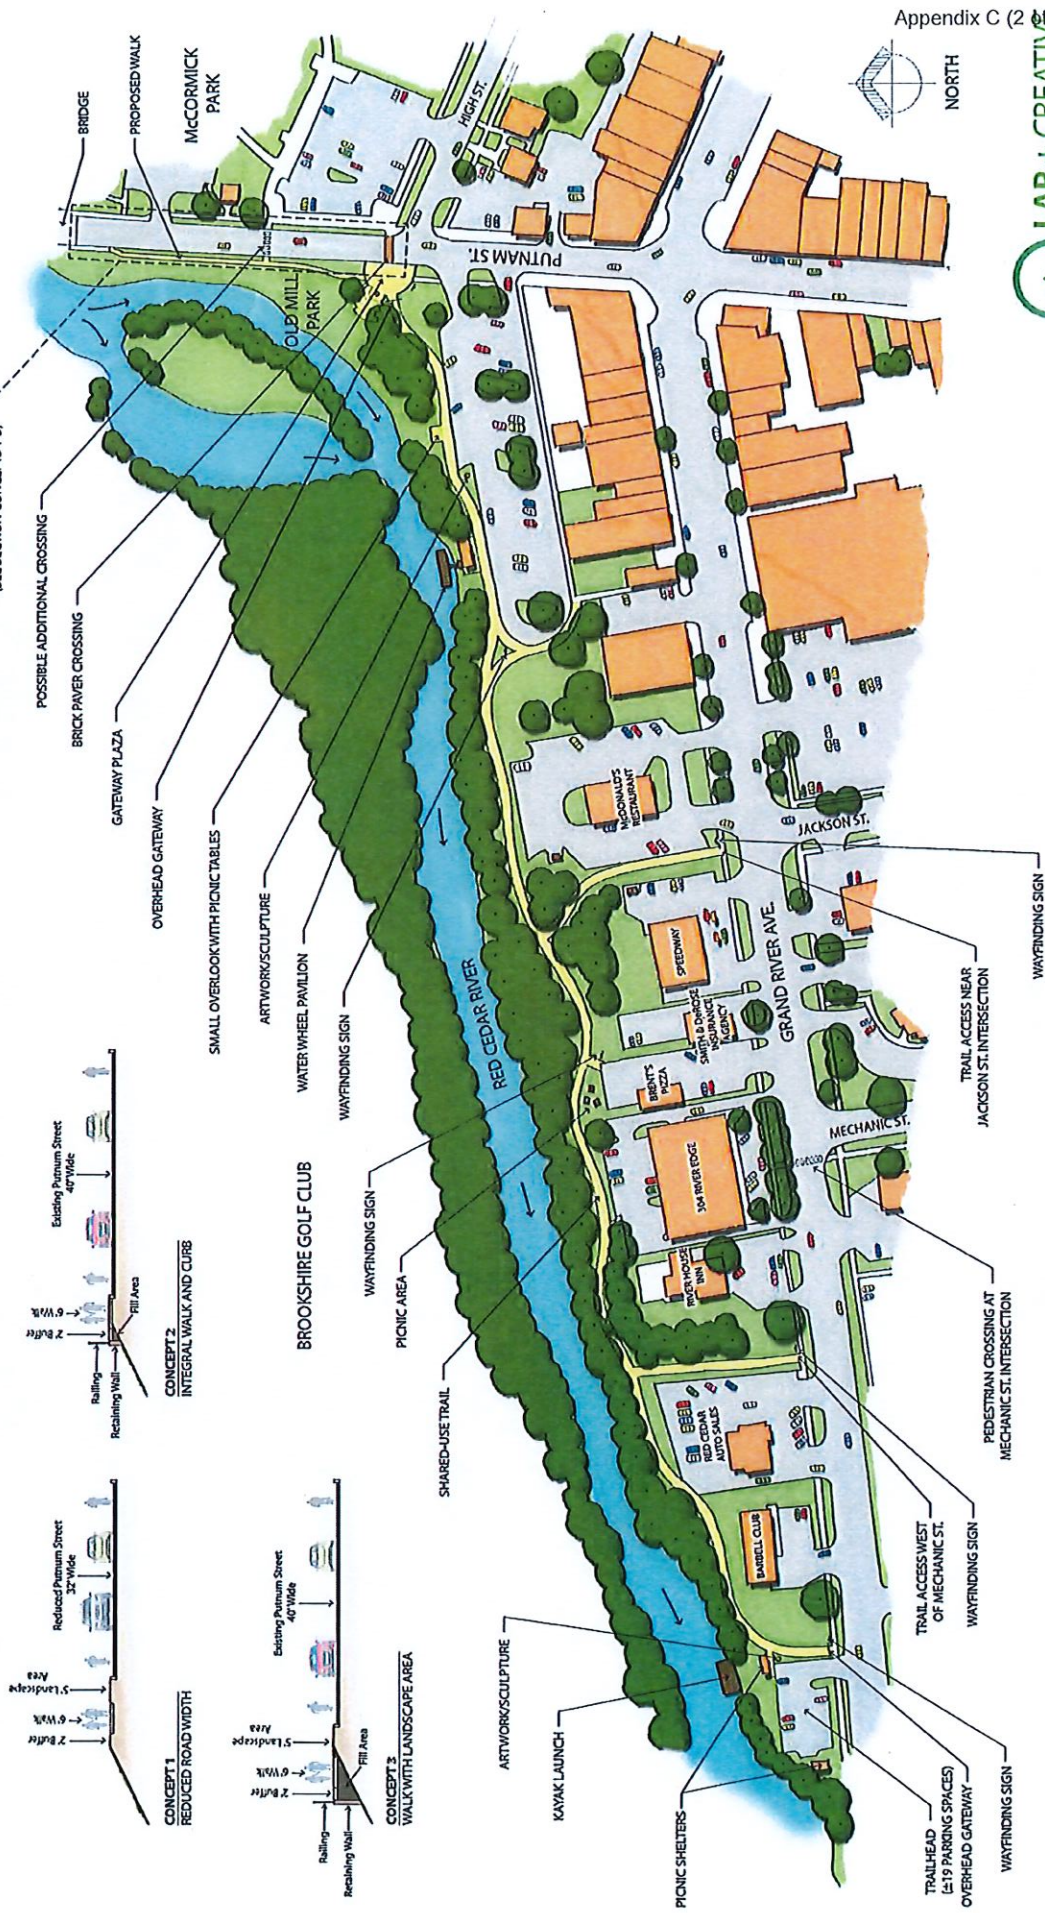 Appendix C (2 of
LAP
CREATIVE
NORTH
BRIDGE
PROPOSED WALK
McCORMICK
PARK
HIGH ST.
PUTNAM ST.
OLD MILL
PARK
POSSIBLE ADDITIONAL CROSSING
BRICK PAVER CROSSING
GATEWAY PLAZA
OVERHEAD GATEWAY
SMALL OVERLOOK WITH PICNIC TABLES
ARTWORK/SCULPTURE
WATER WHEEL PAVILION
WAYFINDING SIGN
RED CEDAR RIVER
BROOKSHIRE GOLF CLUB
WAYFINDING SIGN
PICNIC AREA
SHARED-USE TRAIL
ARTWORK/SCULPTURE
KAYAK LAUNCH
PICNIC SHELTERS
McDONALD'S
RESTAURANT
SPEEDWAY
SMITH & DeROSE
INSURANCE
AGENCY
BRENT'S
PIZZA
304 RIVER EDGE
RIVER HOUSE
INN
RED CEDAR
AUTO SALES
BARBELL CLUB
JACKSON ST.
GRAND RIVER AVE.
MECHANIC ST.
WAYFINDING SIGN
TRAIL ACCESS NEAR
JACKSON ST. INTERSECTION
PEDESTRIAN CROSSING AT
MECHANIC ST. INTERSECTION
WAYFINDING SIGN
TRAIL ACCESS WEST
OF MECHANIC ST.
WAYFINDING SIGN
TRAILHEAD
(±19 PARKING SPACES)
OVERHEAD GATEWAY
Reduced Putnum Street
32' Wide
5' Landscape
Area
6' Walk
2' Buffer
CONCEPT 1
REDUCED ROAD WIDTH
Existing Putnum Street
40' Wide
6' Walk
2' Buffer
Fill Area
Railing
Retaining Wall
CONCEPT 2
INTEGRAL WALK AND CURB
Existing Putnum Street
40' Wide
5' Landscape
Area
6' Walk
2' Buffer
Fill Area
Railing
Retaining Wall
CONCEPT 3
WALK WITH LANDSCAPE AREA